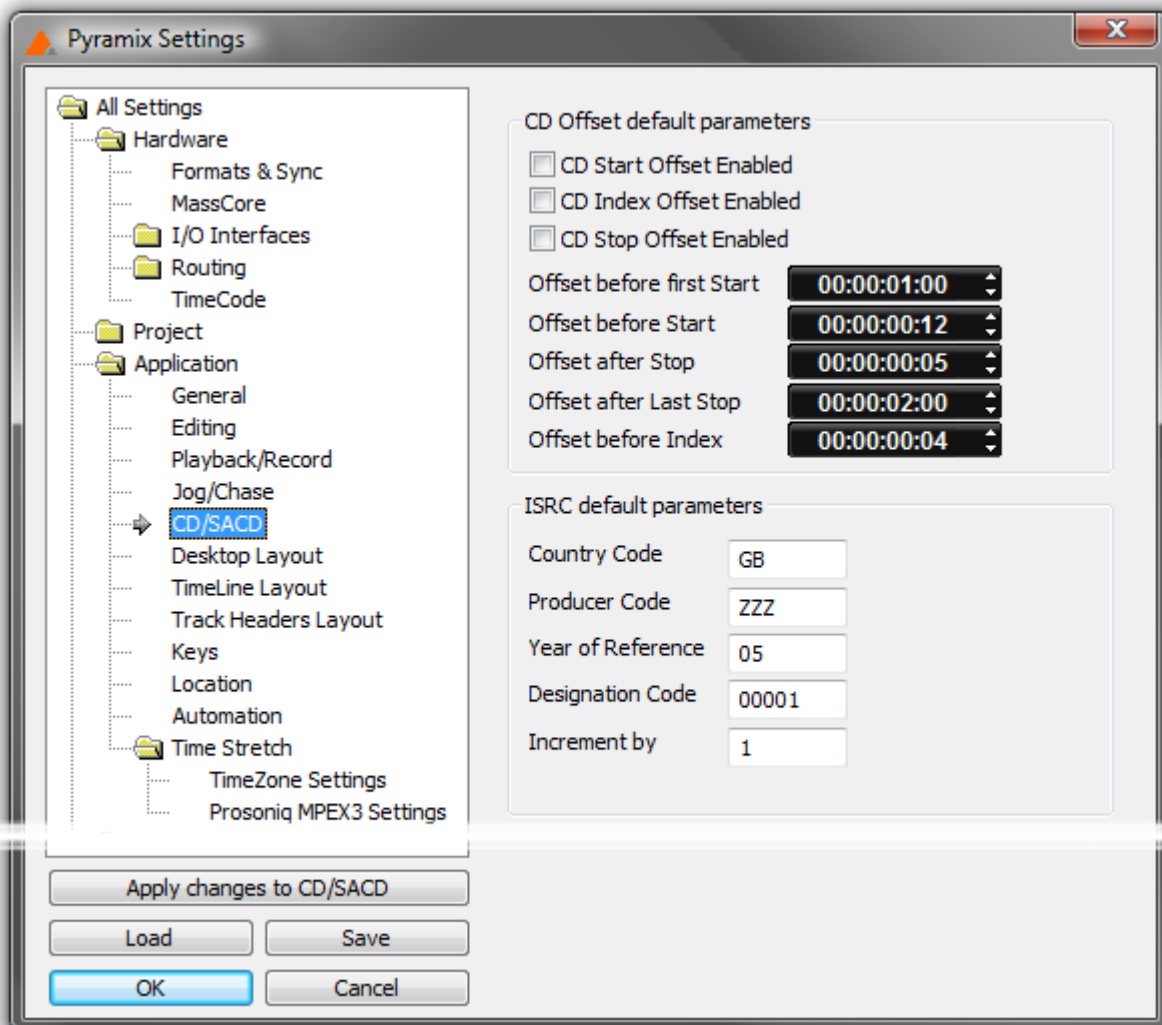 Pyramix Settings
All Settings
Hardware
Formats & Sync
MassCore
I/O Interfaces
Routing
TimeCode
Project
Application
General
Editing
Playback/Record
Jog/Chase
CD/SACD
Desktop Layout
TimeLine Layout
Track Headers Layout
Keys
Location
Automation
Time Stretch
TimeZone Settings
Prosoniq MPEX3 Settings
Apply changes to CD/SACD
Load Save
OK Cancel
CD Offset default parameters
CD Start Offset Enabled
CD Index Offset Enabled
CD Stop Offset Enabled
Offset before first Start 00:00:01:00
Offset before Start 00:00:00:12
Offset after Stop 00:00:00:05
Offset after Last Stop 00:00:02:00
Offset before Index 00:00:00:04
ISRC default parameters
Country Code GB
Producer Code ZZZ
Year of Reference 05
Designation Code 00001
Increment by 1